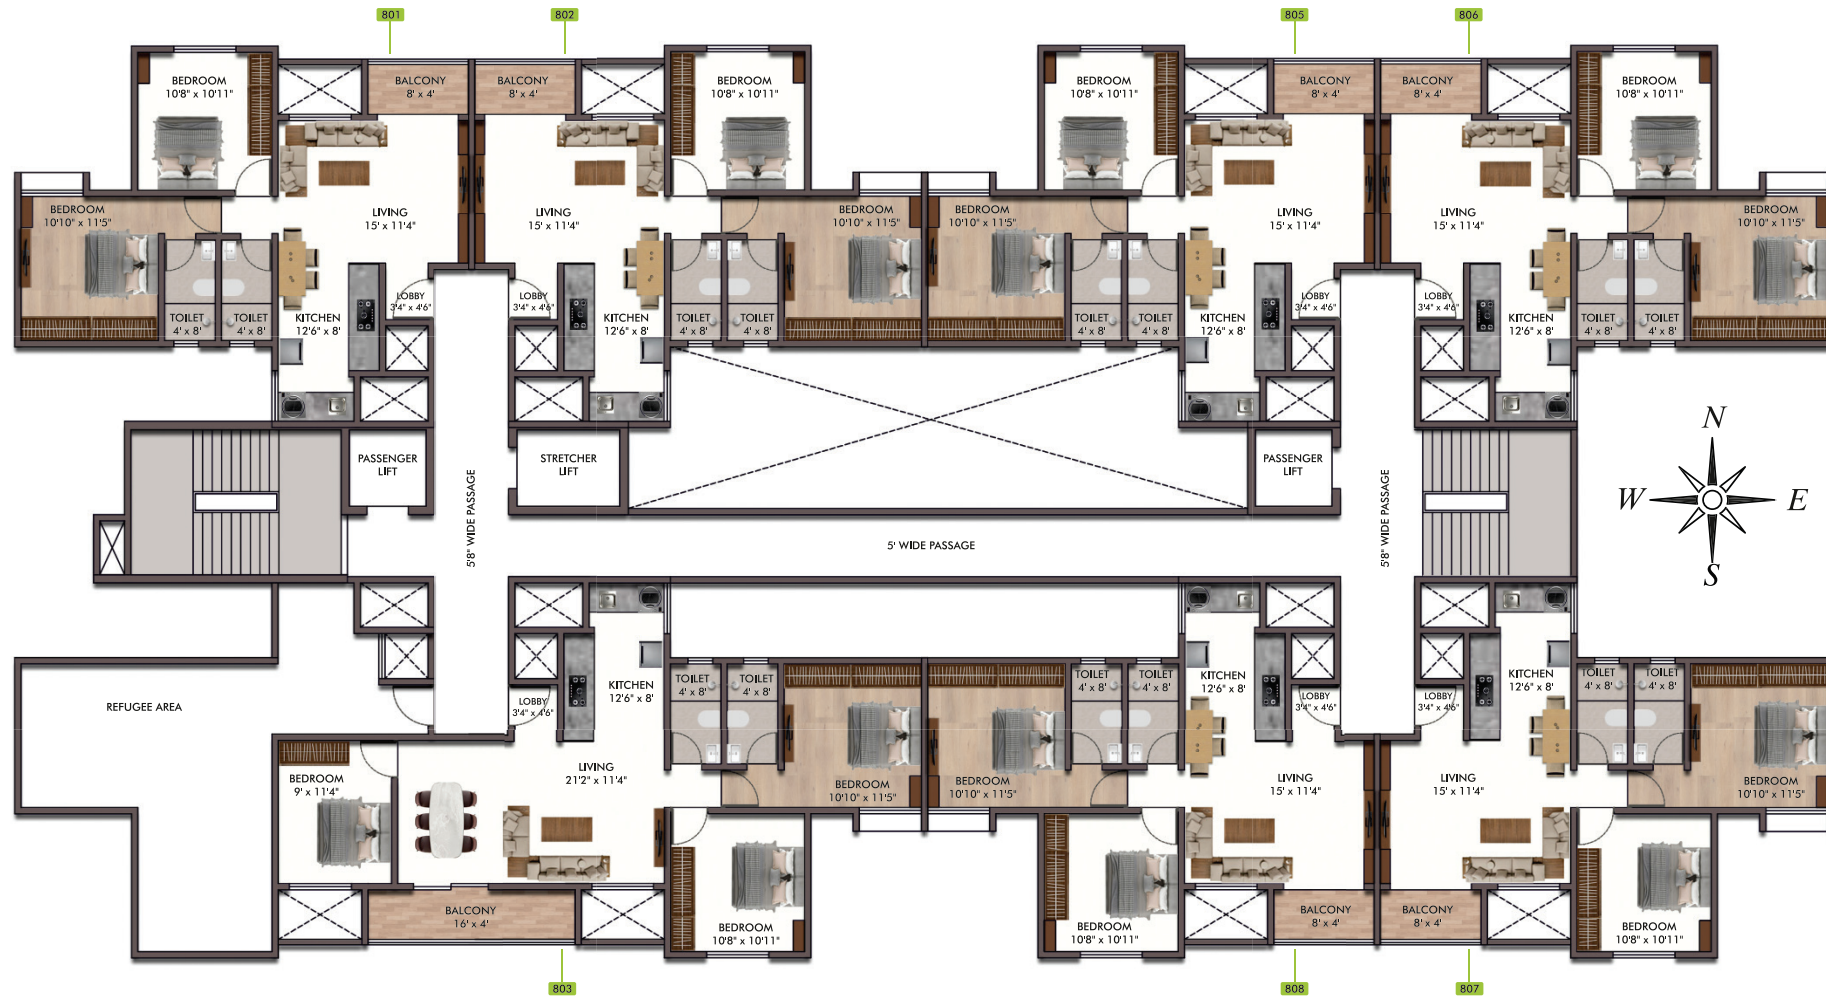 801
802
805
806
BEDROOM
10'8" x 10'11"
BALCONY
8' x 4'
BALCONY
8' x 4'
BEDROOM
10'8" x 10'11"
BEDROOM
10'8" x 10'11"
BALCONY
8' x 4'
BALCONY
8' x 4'
BEDROOM
10'8" x 10'11"
BEDROOM
10'10" x 11'5"
LIVING
15' x 11'4"
LIVING
15' x 11'4"
BEDROOM
10'10" x 11'5"
BEDROOM
10'10" x 11'5"
LIVING
15' x 11'4"
LIVING
15' x 11'4"
BEDROOM
10'10" x 11'5"
TOILET
4' x 8'
TOILET
4' x 8'
KITCHEN
12'6" x 8'
LOBBY
3'4" x 4'6"
LOBBY
3'4" x 4'6"
KITCHEN
12'6" x 8'
TOILET
4' x 8'
TOILET
4' x 8'
TOILET
4' x 8'
TOILET
4' x 8'
KITCHEN
12'6" x 8'
LOBBY
3'4" x 4'6"
LOBBY
3'4" x 4'6"
KITCHEN
12'6" x 8'
TOILET
4' x 8'
TOILET
4' x 8'
PASSENGER
LIFT
5'8" WIDE PASSAGE
STRETCHER
LIFT
PASSENGER
LIFT
5'8" WIDE PASSAGE
N
W
E
S
5' WIDE PASSAGE
REFUGEE AREA
LOBBY
3'4" x 4'6"
KITCHEN
12'6" x 8'
TOILET
4' x 8'
TOILET
4' x 8'
TOILET
4' x 8'
TOILET
4' x 8'
KITCHEN
12'6" x 8'
LOBBY
3'4" x 4'6"
LOBBY
3'4" x 4'6"
KITCHEN
12'6" x 8'
TOILET
4' x 8'
TOILET
4' x 8'
BEDROOM
9' x 11'4"
LIVING
21'2" x 11'4"
BEDROOM
10'10" x 11'5"
BEDROOM
10'10" x 11'5"
LIVING
15' x 11'4"
LIVING
15' x 11'4"
BEDROOM
10'10" x 11'5"
BALCONY
16' x 4'
BEDROOM
10'8" x 10'11"
BEDROOM
10'8" x 10'11"
BALCONY
8' x 4'
BALCONY
8' x 4'
BEDROOM
10'8" x 10'11"
803
808
807